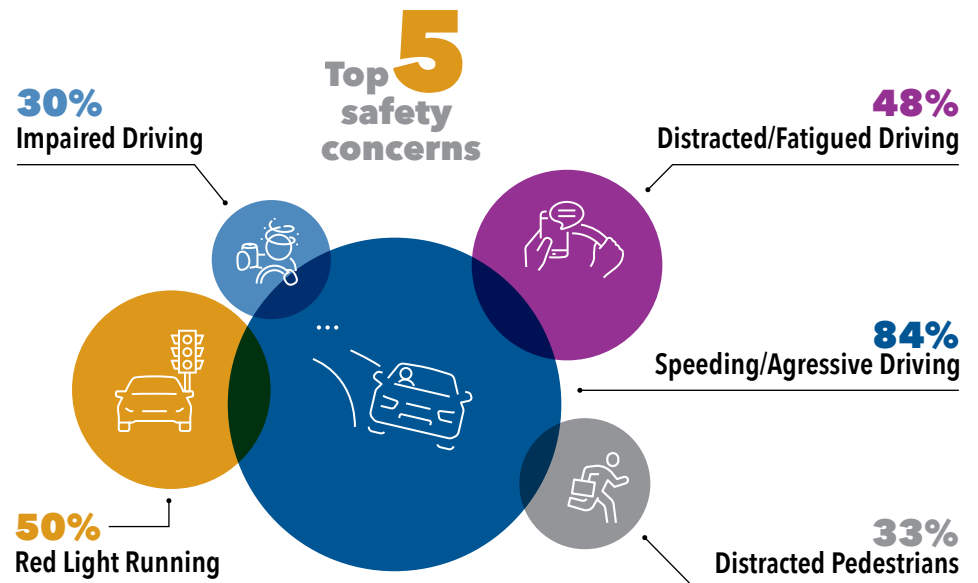 Top 5
safety
concerns
30%
Impaired Driving
48%
Distracted/Fatigued Driving
84%
Speeding/Agressive Driving
50%
Red Light Running
33%
Distracted Pedestrians